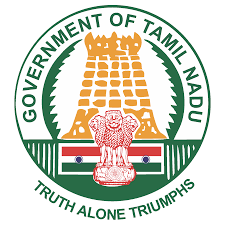 GOVERNMENT OF TAMIL NADU
TRUTH ALONE TRIUMPHS